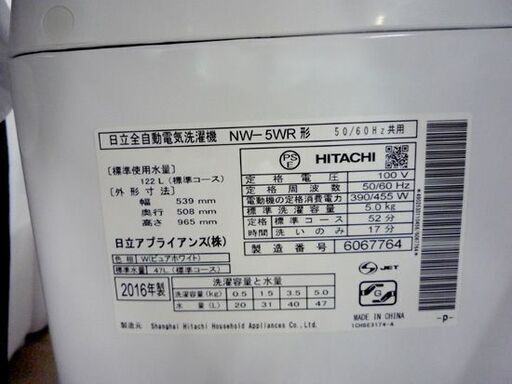 日立全自動電気洗濯機 NW-5WR 形 50/60Hz共用
[標準使用水量]
122 L (標準コース)
[外形寸法]
幅 539 mm
奥行 508 mm
高さ 965 mm
日立アプライアンス(株)
PS
E
HITACHI
定格電圧 100 V
定格周波数 50/60 Hz
電動機の定格消費電力 390/455 W
標準洗濯容量 5.0 kg
定格標準コース 52 分
時間 洗いのみ 17 分
製造番号 6067764
色相 W(ピュアホワイト)
標準水量 47L (標準コース)
2016年製
洗濯容量と水量
洗濯容量(kg) 0.5 1.5 3.5 5.0
水量 (L) 20 31 40 47
S JET
製造元 Shanghai Hitachi Household Appliances Co., Ltd.
MADE IN CHINA
1CHSE3174-A
-P-